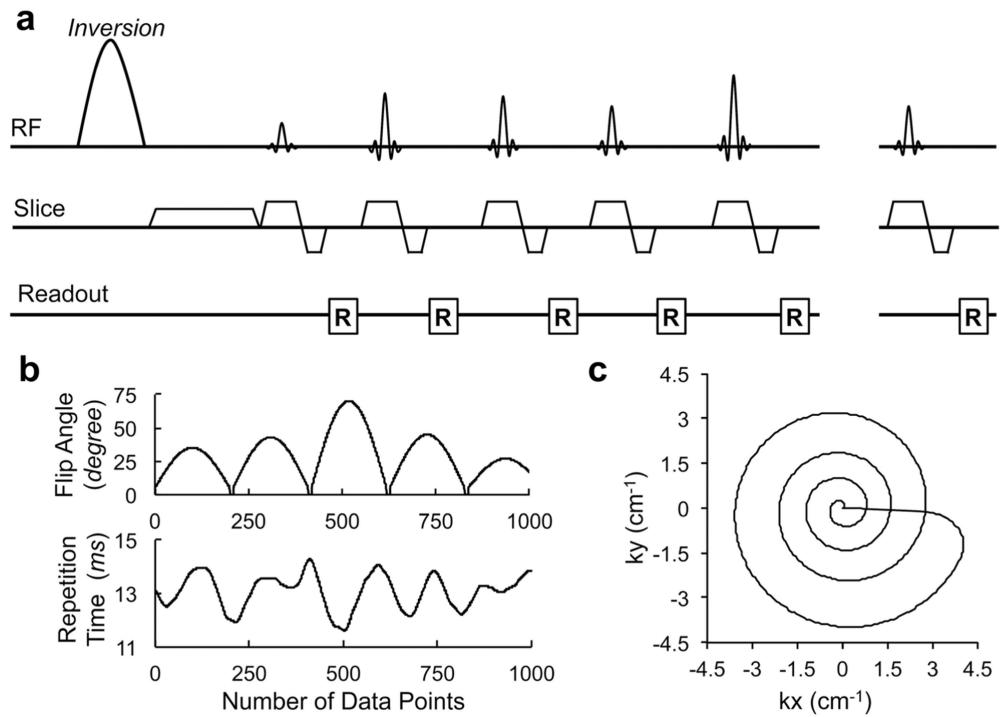 a
Inversion
RF
Slice
Readout
R R R R R R
b
Flip Angle
(degree)
75
50
25
0
0 250 500 750 1000
Repetition
Time (ms)
15
13
11
0 250 500 750 1000
Number of Data Points
c
ky (cm-1)
4.5
3
1.5
0
-1.5
-3
-4.5
-4.5 -3 -1.5 0 1.5 3 4.5
kx (cm-1)